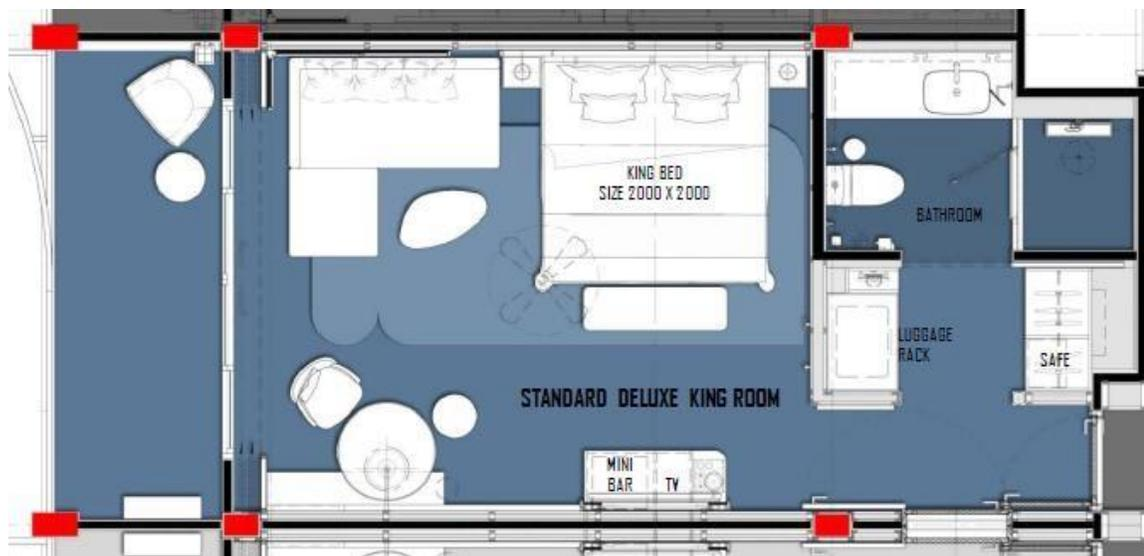 KING BED
SIZE 2000 X 2000
BATHROOM
LUGGAGE
RACK
SAFE
STANDARD DELUXE KING ROOM
MINI
BAR
TV